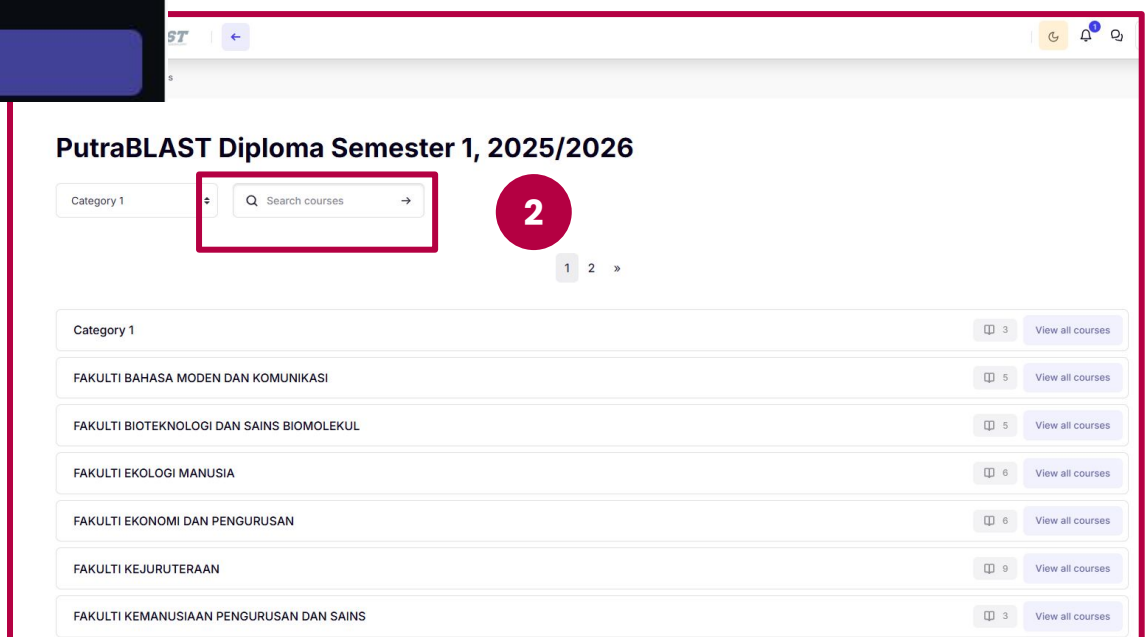 ST
1
s
PutraBLAST Diploma Semester 1, 2025/2026
Category 1 Search courses →
2
1 2 »
Category 1 3 View all courses
FAKULTI BAHASA MODEN DAN KOMUNIKASI 5 View all courses
FAKULTI BIOTEKNOLOGI DAN SAINS BIOMOLEKUL 5 View all courses
FAKULTI EKOLOGI MANUSIA 6 View all courses
FAKULTI EKONOMI DAN PENGURUSAN 6 View all courses
FAKULTI KEJURUTERAAN 9 View all courses
FAKULTI KEMANUSIAAN PENGURUSAN DAN SAINS 3 View all courses